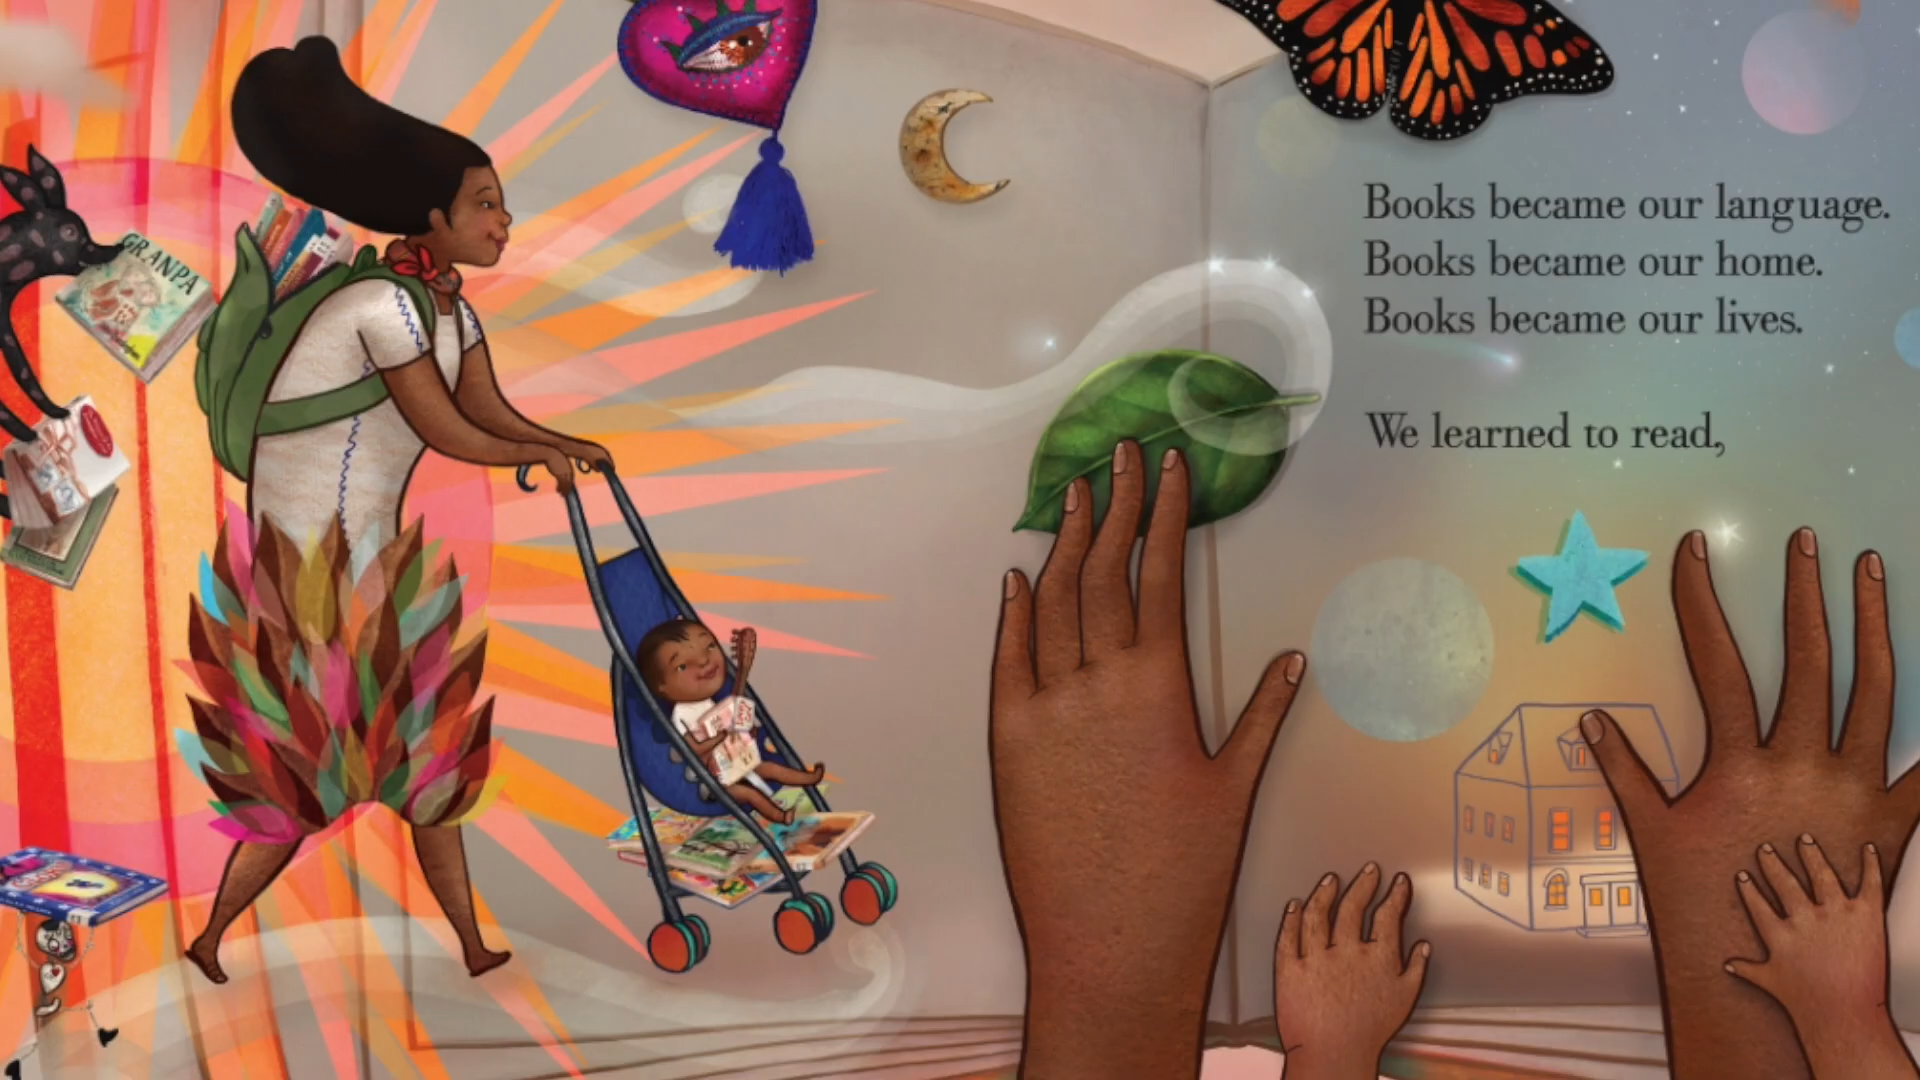 GRANPA
Books became our language.
Books became our home.
Books became our lives.
We learned to read,